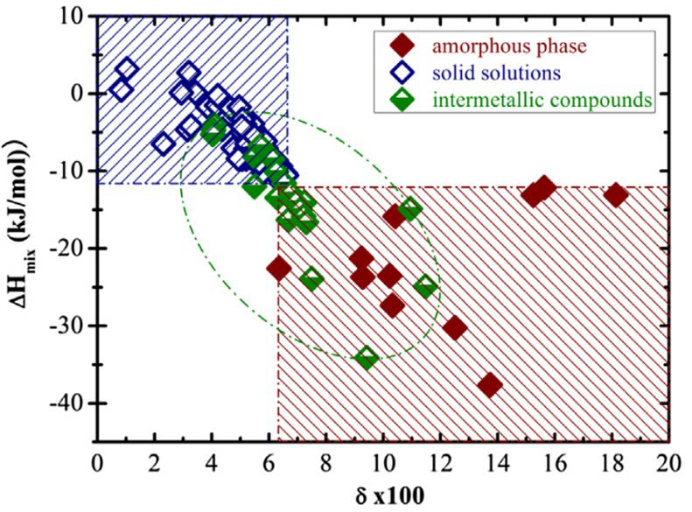 10
0
-10
-20
-30
-40
ΔHmix (kJ/mol))
amorphous phase
solid solutions
intermetallic compounds
0 2 4 6 8 10 12 14 16 18 20
δ x100